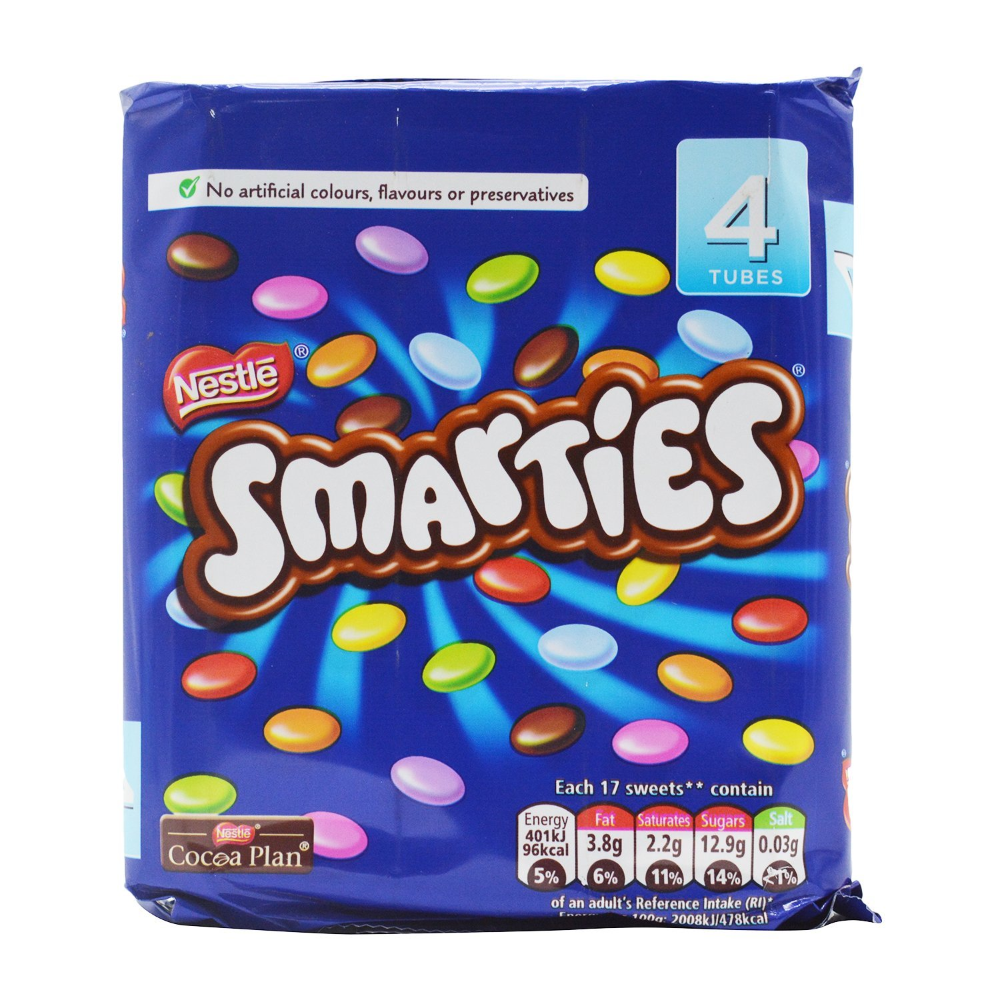 No artificial colours, flavours or preservatives
4
TUBES
Nestlé ®
SMARTIES ®
Each 17 sweets** contain
Energy Fat Saturates Sugars Salt
401kJ 3.8g 2.2g 12.9g 0.03g
96kcal
5% 6% 11% 14% <1%
of an adult's Reference Intake (RI)*
100g: 2008kJ/478kcal
Nestlé ®
Cocoa Plan ®